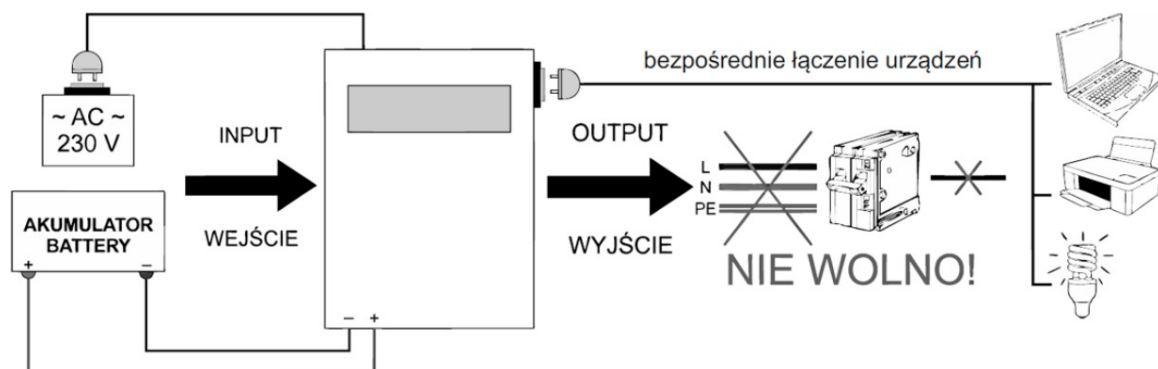 ~ AC ~
230 V
AKUMULATOR
BATTERY
+ −
INPUT
WEJŚCIE
− +
bezpośrednie łączenie urządzeń
OUTPUT
WYJŚCIE
L
N
PE
NIE WOLNO!